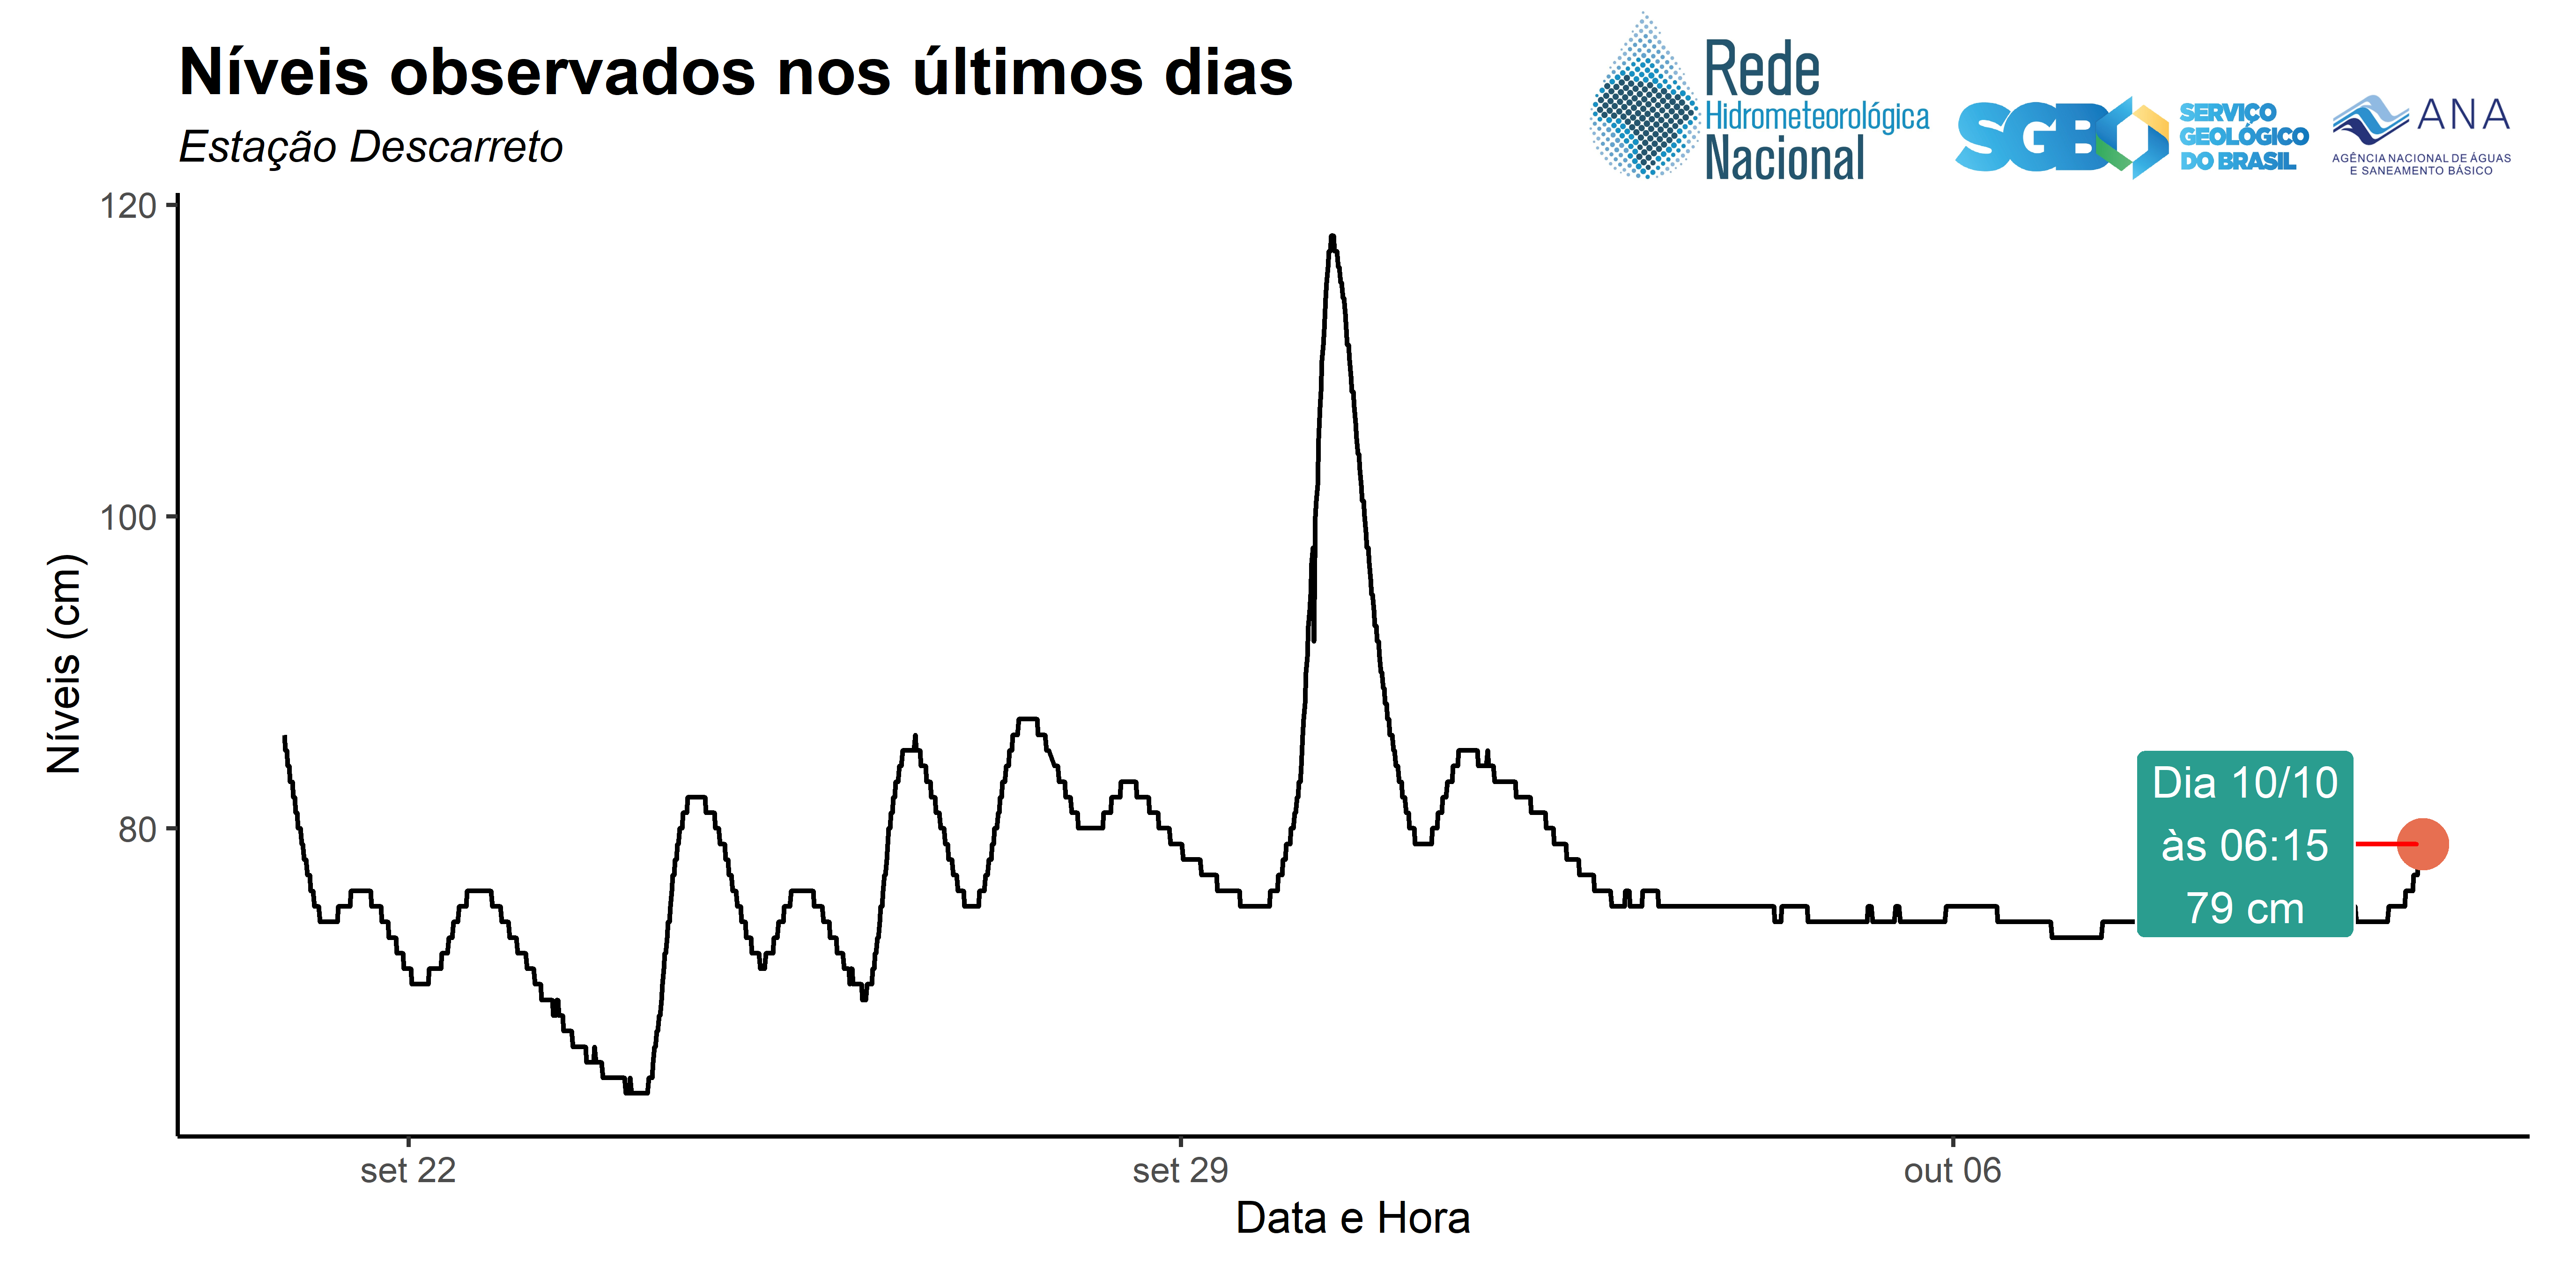 Níveis observados nos últimos dias
Estação Descarreto
Rede
Hidrometeorológica
Nacional
SGB
SERVIÇO
GEOLÓGICO
DO BRASIL
ANA
AGÊNCIA NACIONAL DE ÁGUAS
E SANEAMENTO BÁSICO
120
100
80
Níveis (cm)
Dia 10/10
às 06:15
79 cm
set 22
set 29
out 06
Data e Hora